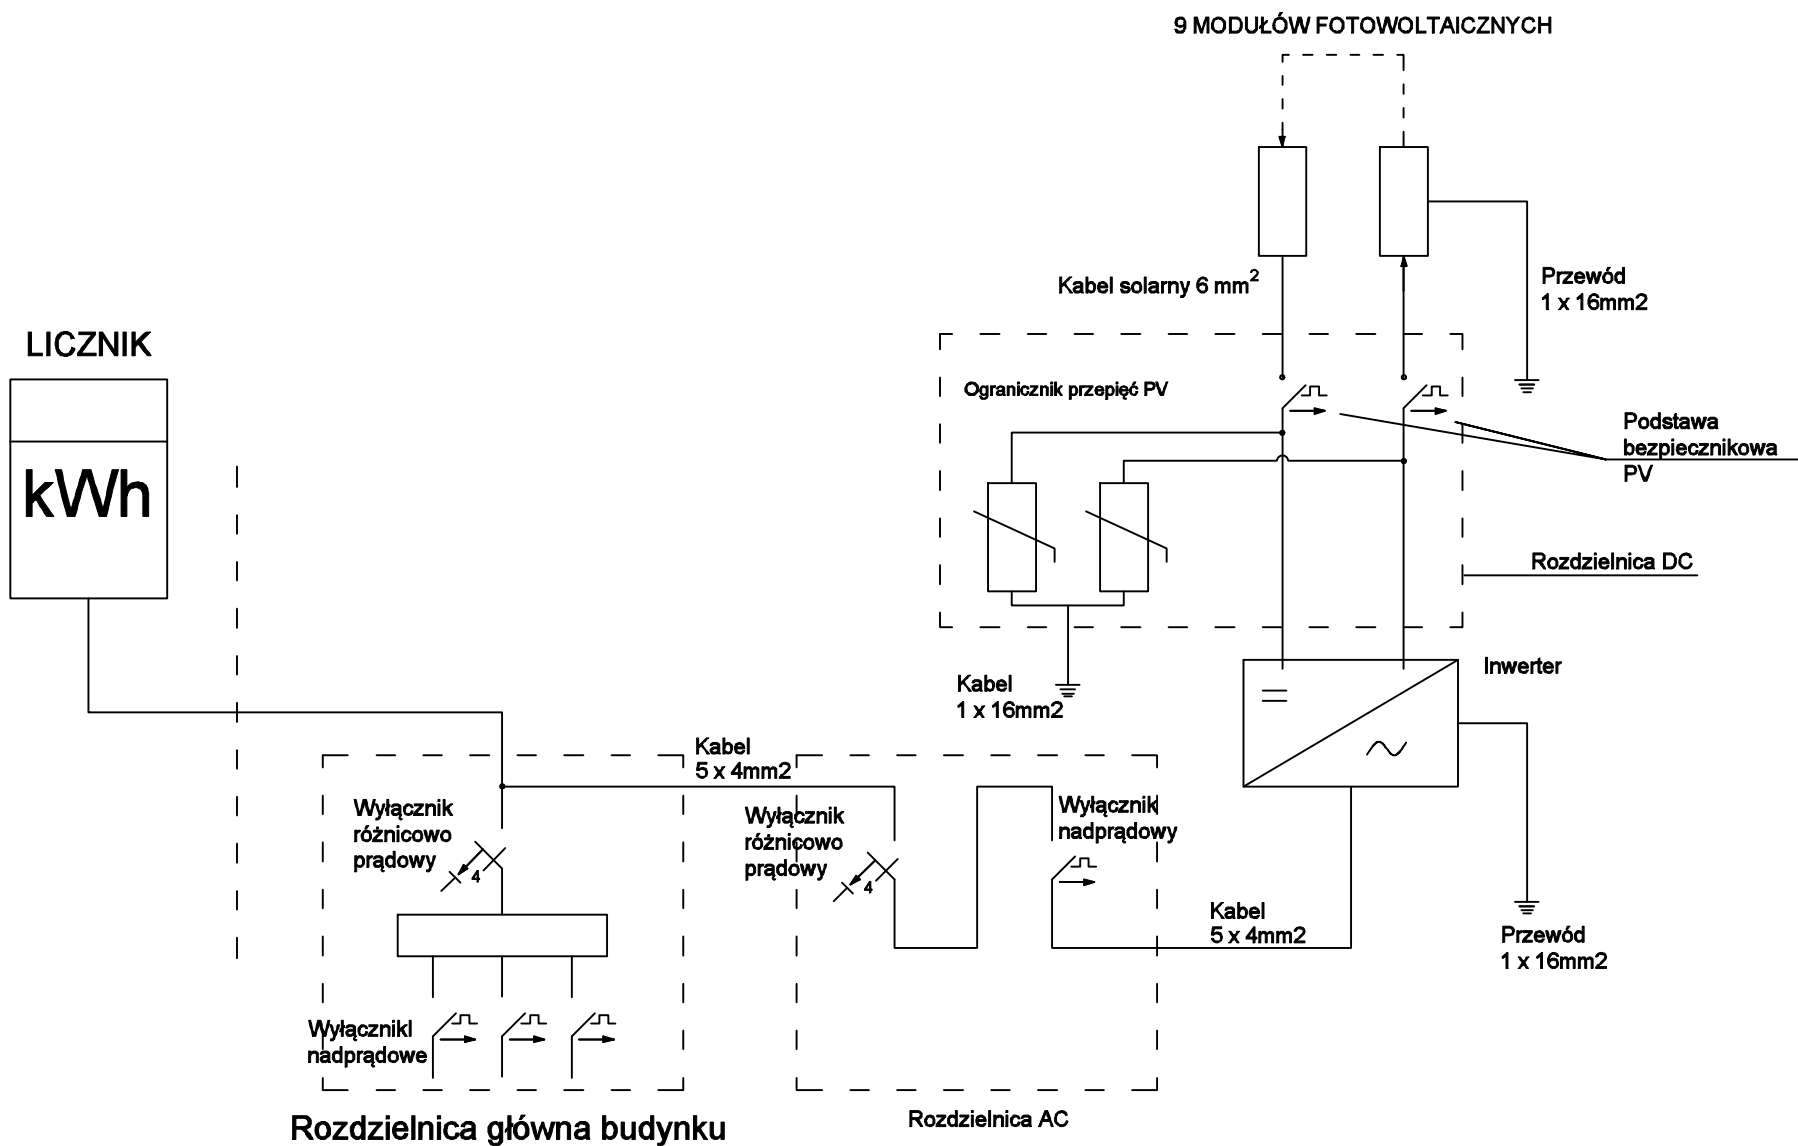 9 MODUŁÓW FOTOWOLTAICZNYCH
Kabel solarny 6 mm²
Przewód
1 x 16mm2
LICZNIK
kWh
Ogranicznik przepięć PV
Podstawa
bezpiecznikowa
PV
Rozdzielnica DC
Inwerter
Kabel
1 x 16mm2
Kabel
5 x 4mm2
Wyłącznik
różnicowo
prądowy
4
Wyłącznik
różnicowo
prądowy
4
Wyłącznik
nadprądowy
Kabel
5 x 4mm2
Przewód
1 x 16mm2
WyłącznikI
nadprądowe
Rozdzielnica główna budynku
Rozdzielnica AC